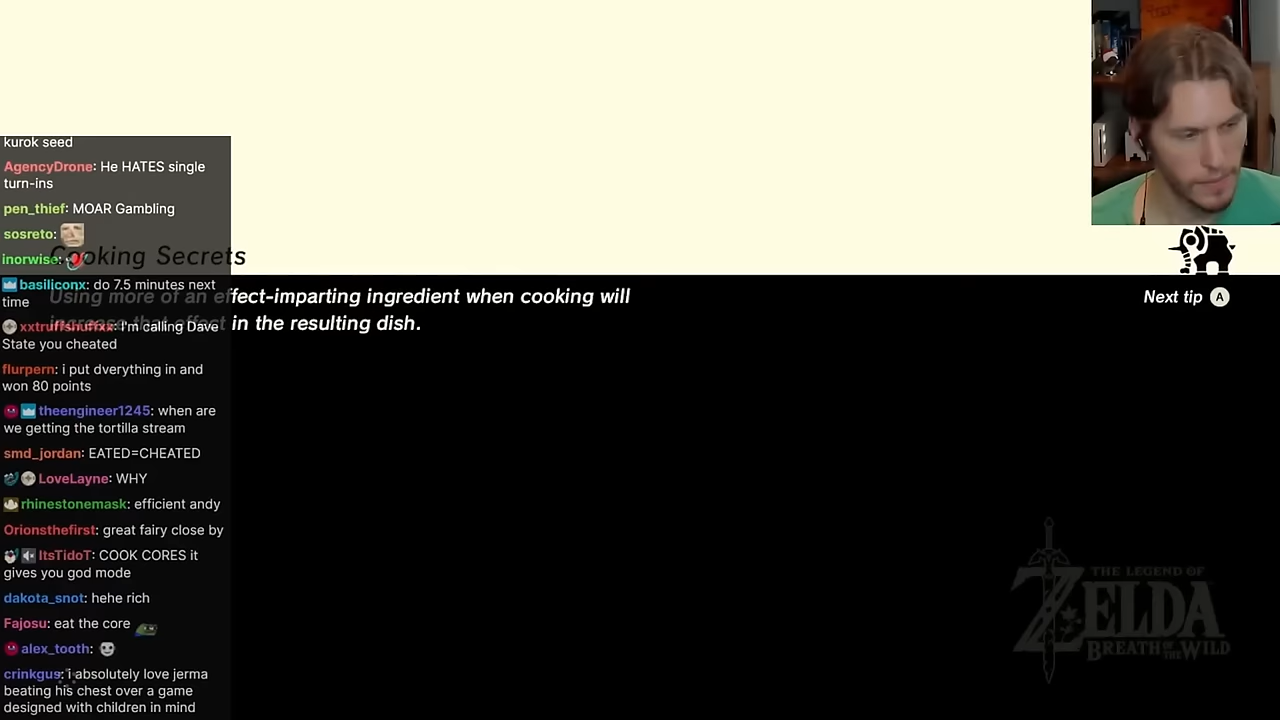 kurok seed
AgencyDrone: He HATES single
turn-ins
pen_thief: MOAR Gambling
sosreto:
Cooking Secrets
inorwise:
basiliconx: do 7.5 minutes next
time
Using more of an effect-imparting ingredient when cooking will
increase that effect in the resulting dish.
Next tip A
xxtruffshuffxx: I'm calling Dave
State you cheated
flurpern: i put dverything in and
won 80 points
theengineer1245: when are
we getting the tortilla stream
smd_jordan: EATED=CHEATED
LoveLayne: WHY
rhinestonemask: efficient andy
Orionsthefirst: great fairy close by
ItsTidoT: COOK CORES it
gives you god mode
dakota_snot: hehe rich
Fajosu: eat the core
alex_tooth:
crinkgus: i absolutely love jerma
beating his chest over a game
designed with children in mind
THE LEGEND OF
ZELDA
BREATH OF THE WILD